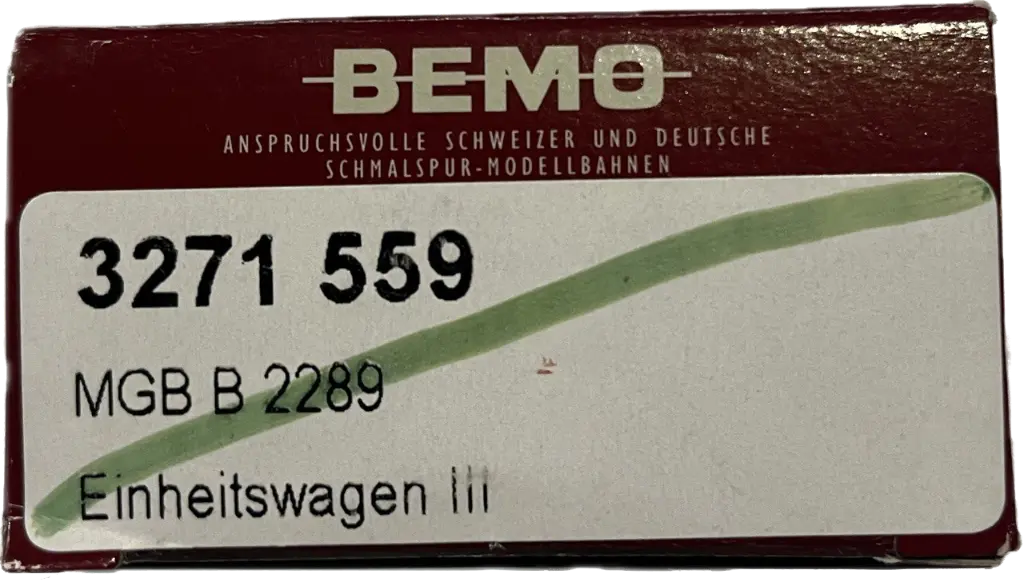 BEMO
ANSPRUCHSVOLLE SCHWEIZER UND DEUTSCHE
SCHMALSPUR-MODELLBAHNEN
3271 559
MGB B 2289
Einheitswagen III